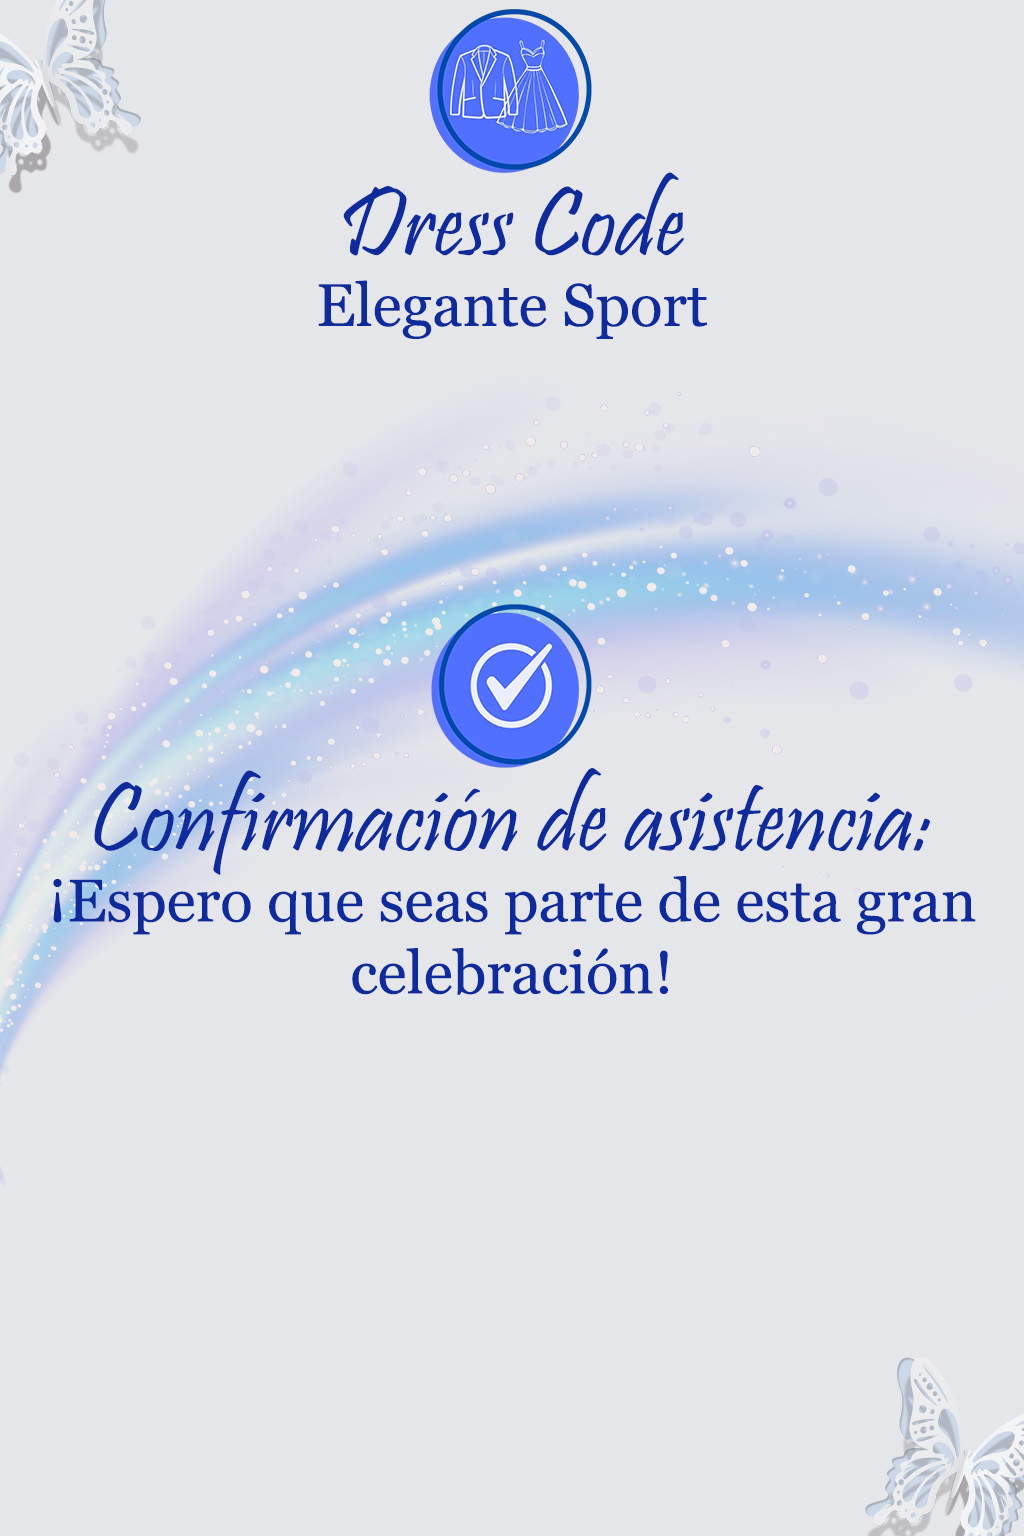 Dress Code
Elegante Sport
Confirmación de asistencia:
¡Espero que seas parte de esta gran
celebración!